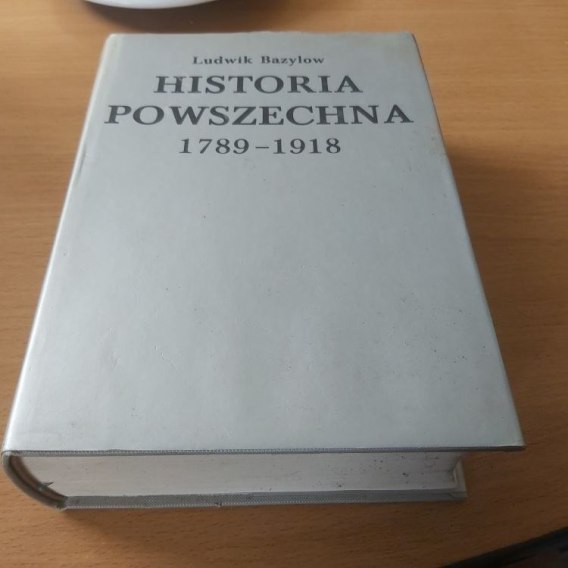 Ludwik Bazylow
HISTORIA
POWSZECHNA
1789-1918